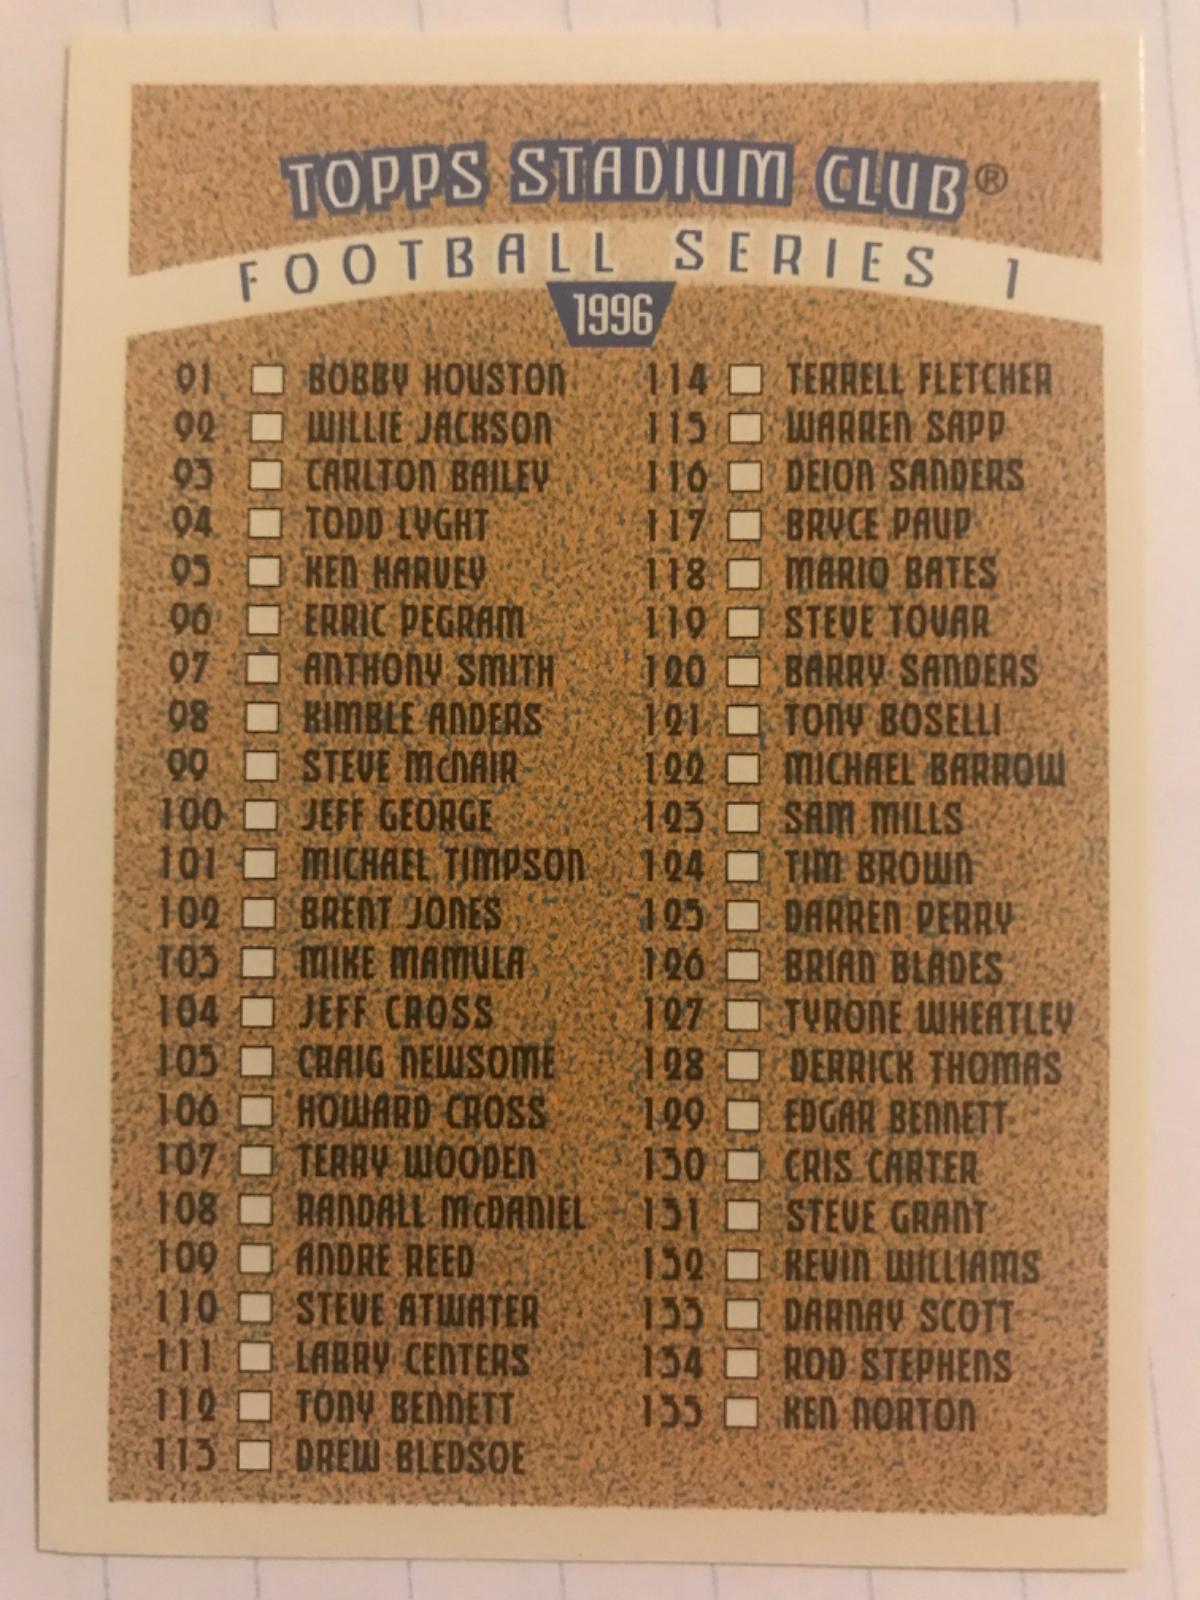 TOPPS STADIUM CLUB®
FOOTBALL SERIES 1
1996
91 BOBBY HOUSTON
92 WILLIE JACKSON
93 CARLTON BAILEY
94 TODD LYGHT
95 KEN HARVEY
96 ERRIC PEGRAM
97 ANTHONY SMITH
98 KIMBLE ANDERS
99 STEVE McNAIR
100 JEFF GEORGE
101 MICHAEL TIMPSON
102 BRENT JONES
103 MIKE MAMULA
104 JEFF CROSS
105 CRAIG NEWSOME
106 HOWARD CROSS
107 TERRY WOODEN
108 RANDALL McDANIEL
109 ANDRE REED
110 STEVE ATWATER
111 LARRY CENTERS
112 TONY BENNETT
113 DREW BLEDSOE
114 TERRELL FLETCHER
115 WARREN SAPP
116 DEION SANDERS
117 BRYCE PAUP
118 MARIO BATES
119 STEVE TOVAR
120 BARRY SANDERS
121 TONY BOSELLI
122 MICHAEL BARROW
123 SAM MILLS
124 TIM BROWN
125 DARREN PERRY
126 BRIAN BLADES
127 TYRONE WHEATLEY
128 DERRICK THOMAS
129 EDGAR BENNETT
130 CRIS CARTER
131 STEVE GRANT
132 KEVIN WILLIAMS
133 DARNAY SCOTT
134 ROD STEPHENS
135 KEN NORTON